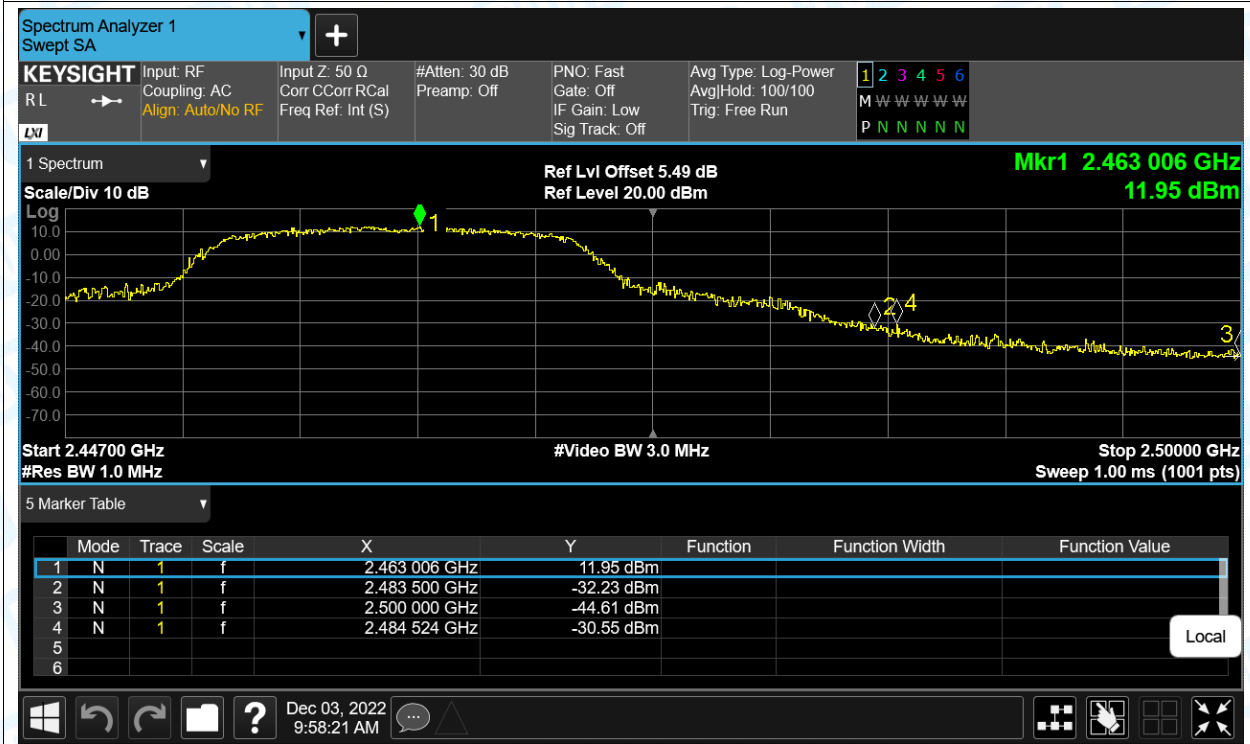 Spectrum Analyzer 1
Swept SA
+
KEYSIGHT
R L
LXI
Input: RF
Coupling: AC
Align: Auto/No RF
Input Z: 50 Ω
Corr CCorr RCal
Freq Ref: Int (S)
#Atten: 30 dB
Preamp: Off
PNO: Fast
Gate: Off
IF Gain: Low
Sig Track: Off
Avg Type: Log-Power
Avg|Hold: 100/100
Trig: Free Run
1 2 3 4 5 6
M W W W W W
P N N N N N
1 Spectrum
Scale/Div 10 dB
Ref Lvl Offset 5.49 dB
Ref Level 20.00 dBm
Mkr1 2.463 006 GHz
11.95 dBm
Log
10.0
0.00
-10.0
-20.0
-30.0
-40.0
-50.0
-60.0
-70.0
1
2
4
3
Start 2.44700 GHz
#Res BW 1.0 MHz
#Video BW 3.0 MHz
Stop 2.50000 GHz
Sweep 1.00 ms (1001 pts)
5 Marker Table
Mode Trace Scale X Y Function Function Width Function Value
1 N 1 f 2.463 006 GHz 11.95 dBm
2 N 1 f 2.483 500 GHz -32.23 dBm
3 N 1 f 2.500 000 GHz -44.61 dBm
4 N 1 f 2.484 524 GHz -30.55 dBm
5
6
Local
?
Dec 03, 2022
9:58:21 AM